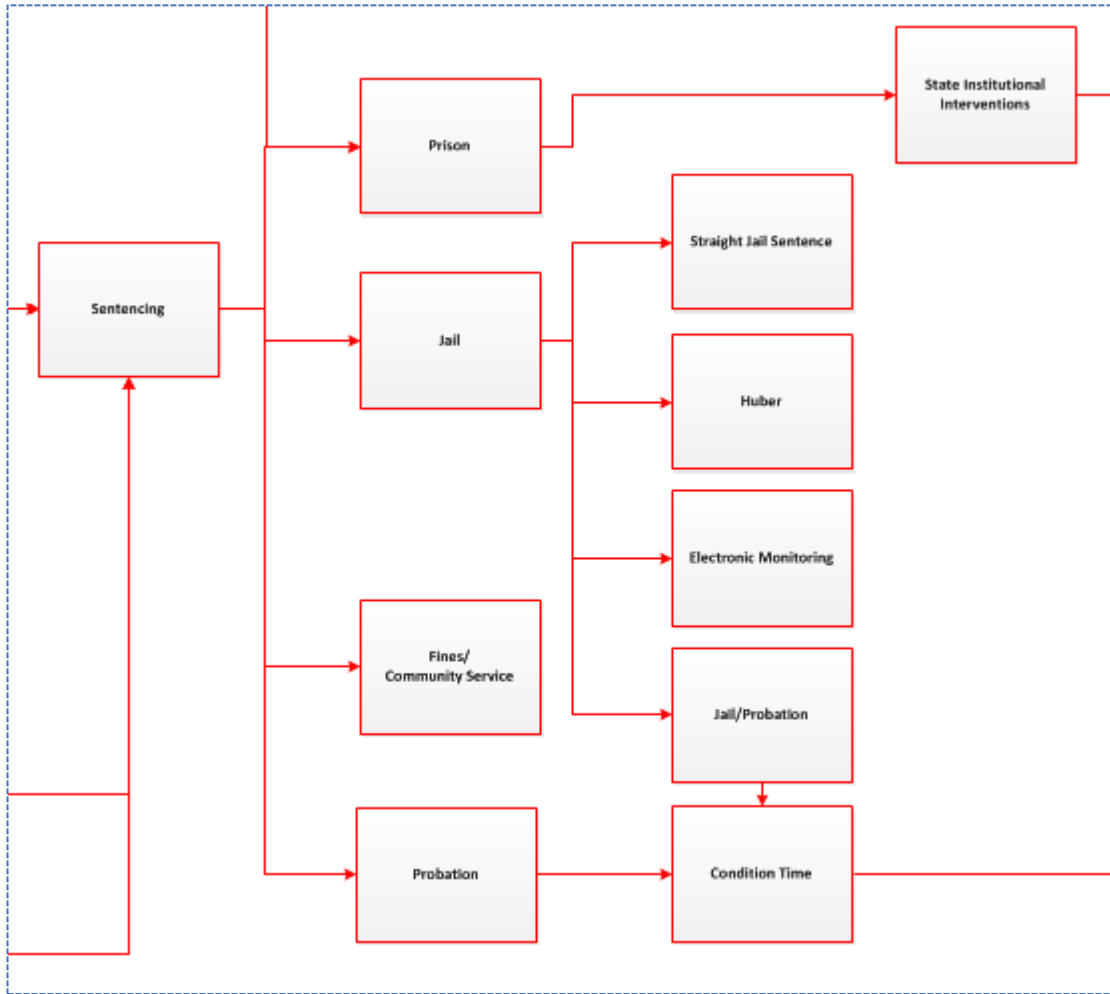 State Institutional
Interventions
Prison
Straight Jail Sentence
Sentencing
Jail
Huber
Electronic Monitoring
Fines/
Community Service
Jail/Probation
Probation
Condition Time